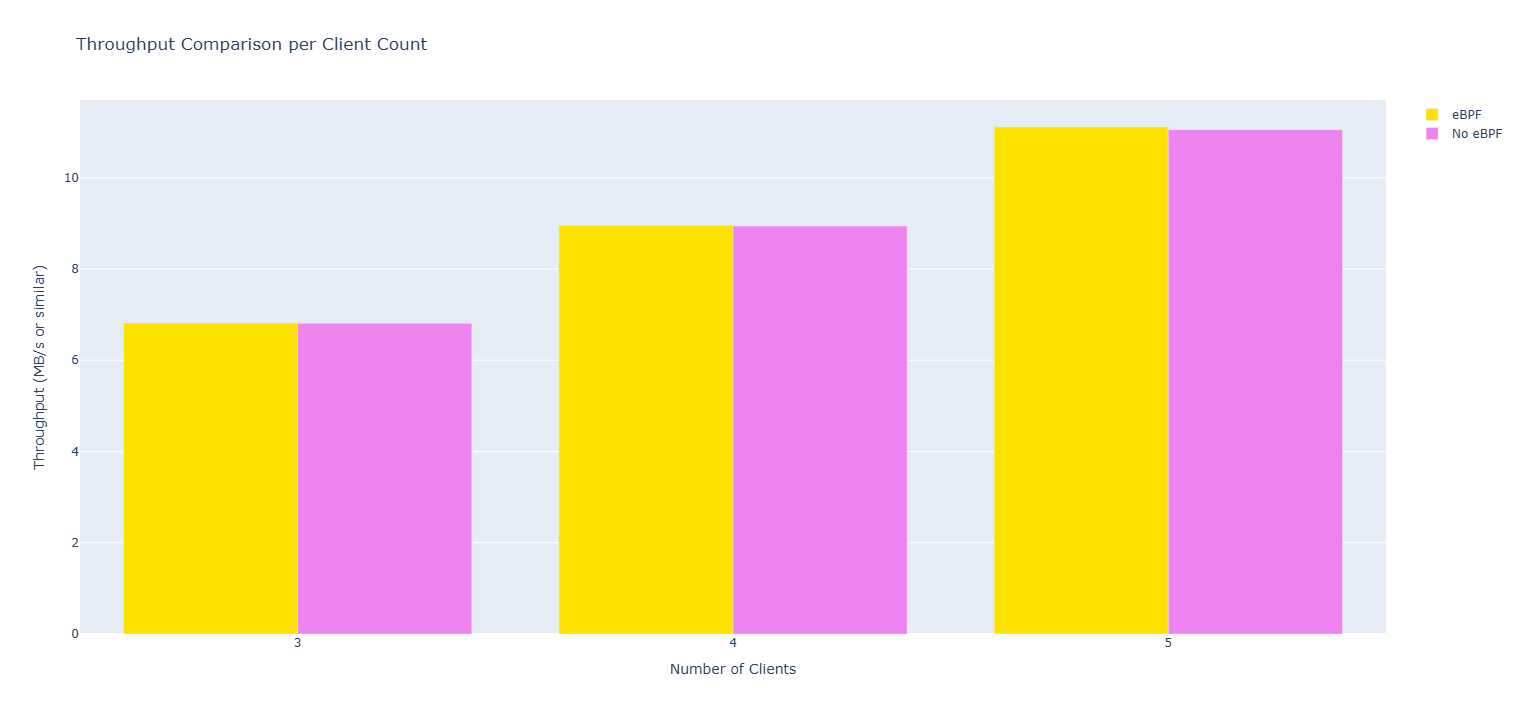 Throughput Comparison per Client Count
eBPF
No eBPF
Throughput (MB/s or similar)
10
8
6
4
2
0
3
4
5
Number of Clients